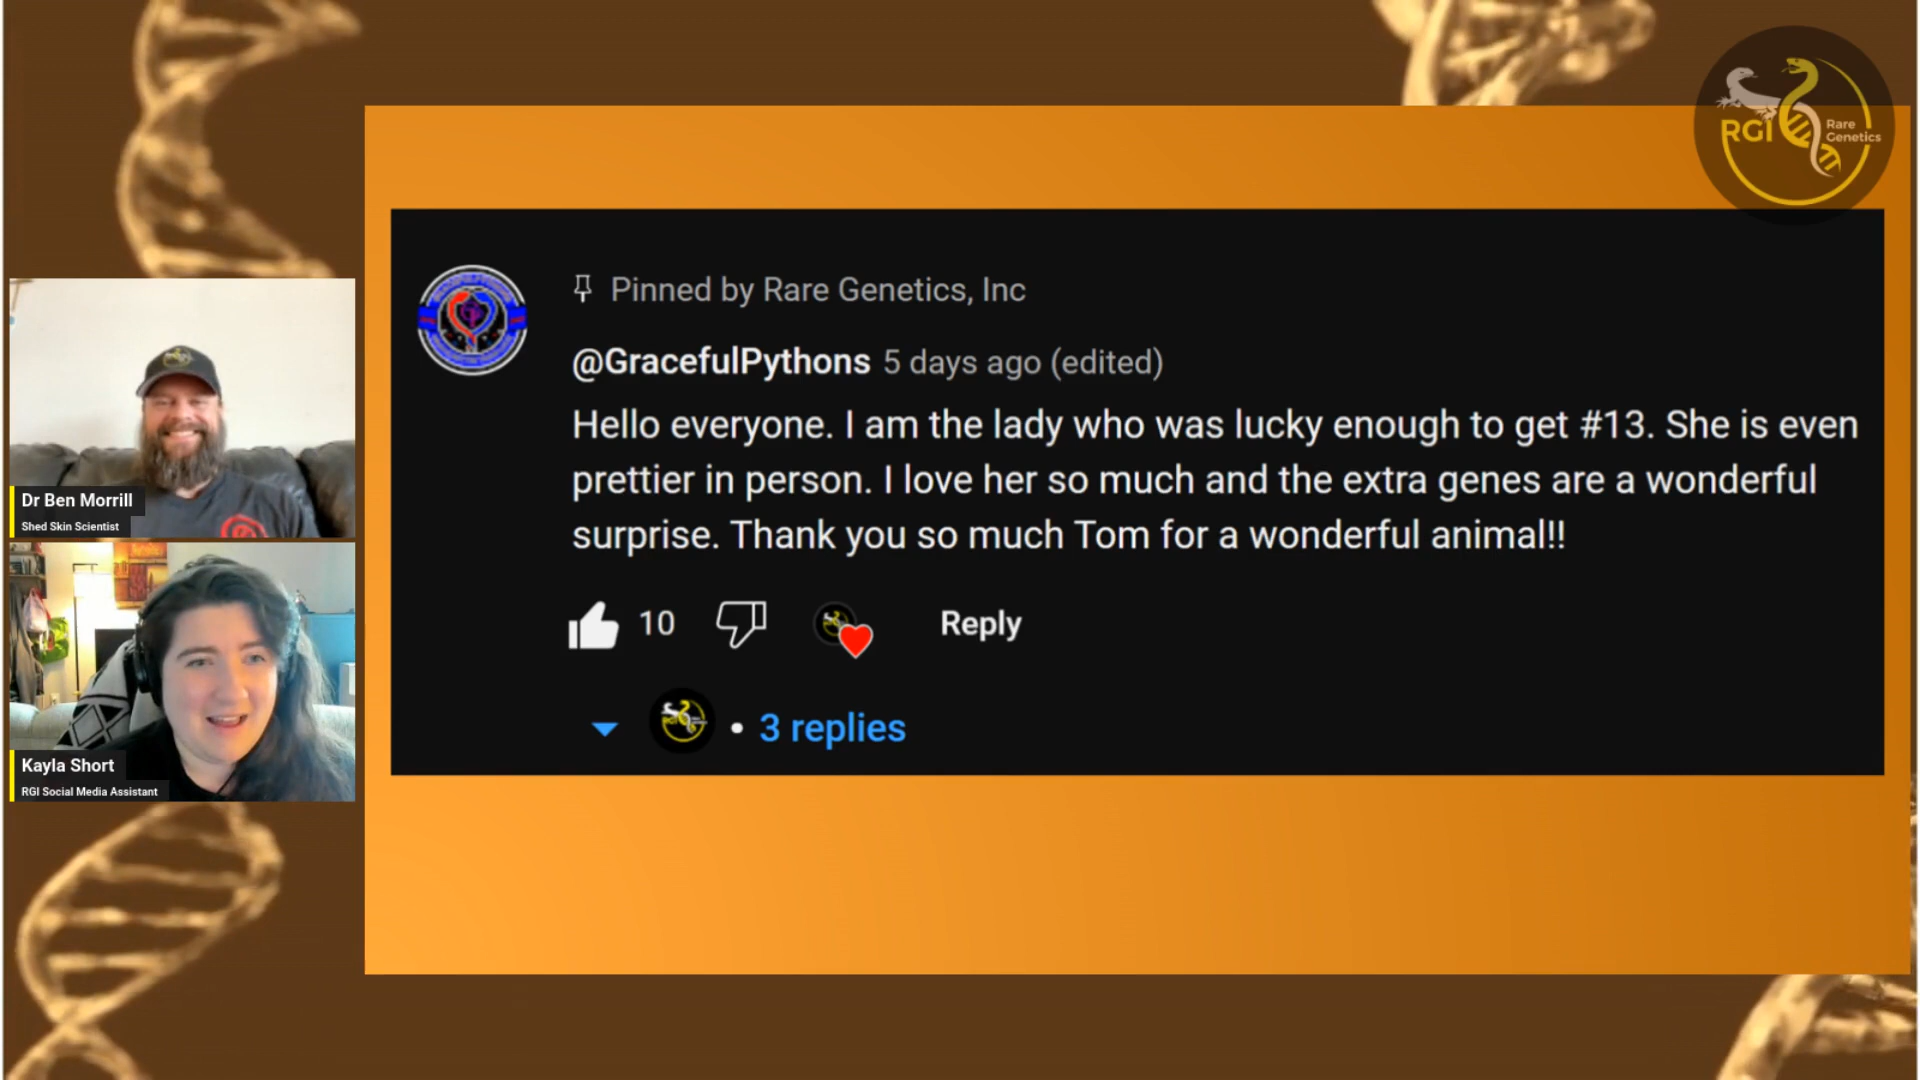 RGI
Rare
Genetics
Pinned by Rare Genetics, Inc
@GracefulPythons 5 days ago (edited)
Hello everyone. I am the lady who was lucky enough to get #13. She is even
prettier in person. I love her so much and the extra genes are a wonderful
surprise. Thank you so much Tom for a wonderful animal!!
10
Reply
• 3 replies
Dr Ben Morrill
Shed Skin Scientist
Kayla Short
RGI Social Media Assistant